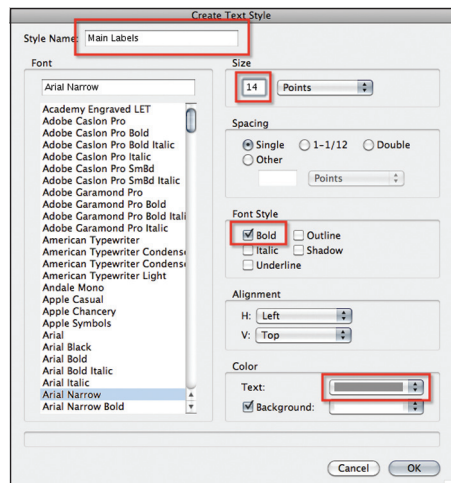 Create Text Style
Style Name: Main Labels
Font
Arial Narrow
Academy Engraved LET
Adobe Caslon Pro
Adobe Caslon Pro Bold
Adobe Caslon Pro Bold Italic
Adobe Caslon Pro Italic
Adobe Caslon Pro SmBd
Adobe Caslon Pro SmBd Italic
Adobe Garamond Pro
Adobe Garamond Pro Bold
Adobe Garamond Pro Bold Itali
Adobe Garamond Pro Italic
American Typewriter
American Typewriter Condense
American Typewriter Condense
American Typewriter Light
Andale Mono
Apple Casual
Apple Chancery
Apple Symbols
Arial
Arial Black
Arial Bold
Arial Bold Italic
Arial Italic
Arial Narrow
Arial Narrow Bold
Size
14 Points
Spacing
Single 1-1/12 Double
Other
Points
Font Style
Bold Outline
Italic Shadow
Underline
Alignment
H: Left
V: Top
Color
Text:
Background:
Cancel OK